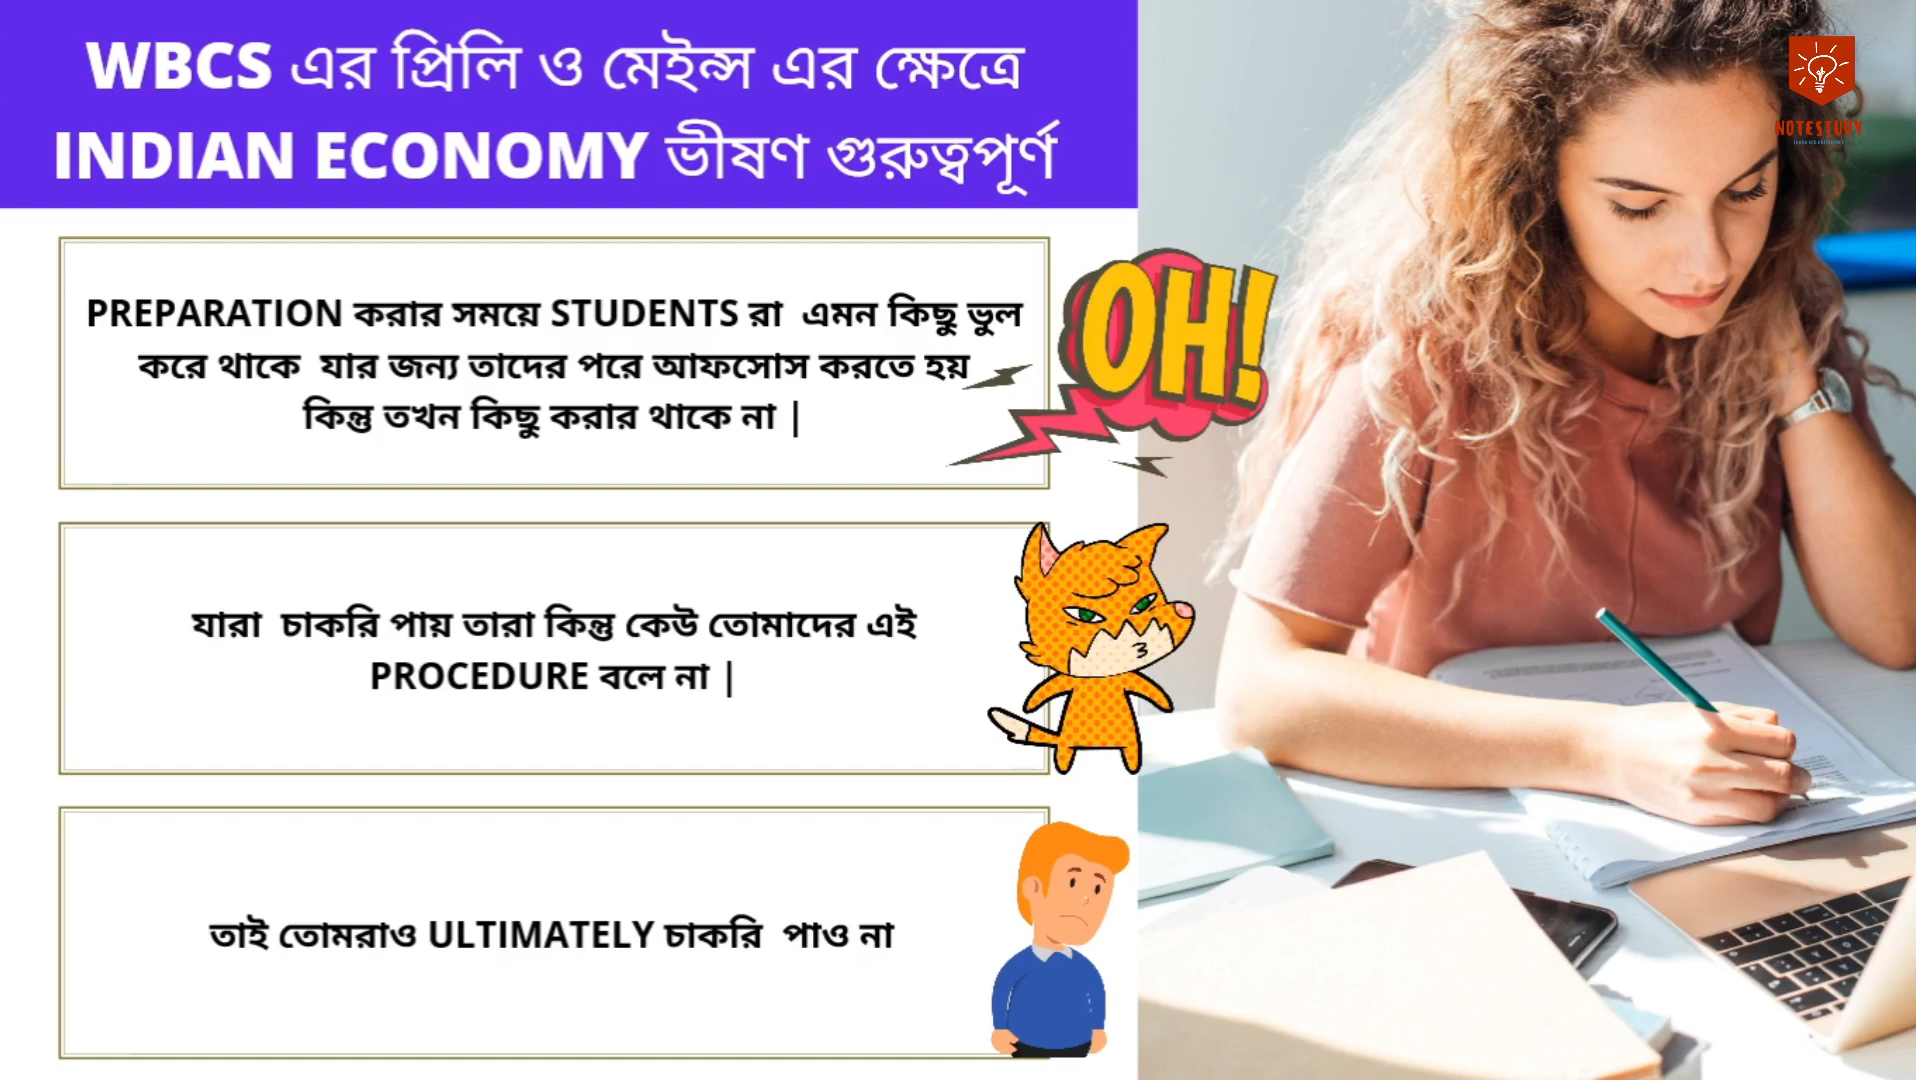 WBCS এর প্রিলি ও মেইন্স এর ক্ষেত্রে
INDIAN ECONOMY ভীষণ গুরুত্বপূর্ণ
PREPARATION করার সময়ে STUDENTS রা এমন কিছু ভুল
করে থাকে যার জন্য তাদের পরে আফসোস করতে হয়
কিন্তু তখন কিছু করার থাকে না |
OH!
যারা চাকরি পায় তারা কিন্তু কেউ তোমাদের এই
PROCEDURE বলে না |
তাই তোমরাও ULTIMATELY চাকরি পাও না
NOTESTUDY